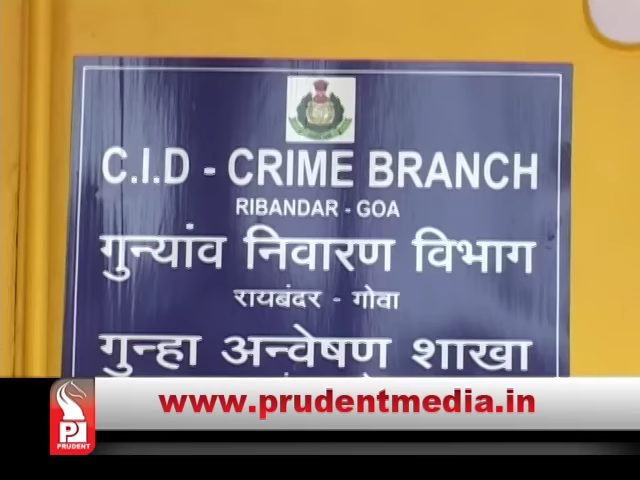 C.I.D - CRIME BRANCH
RIBANDAR - GOA
गुन्यांव निवारण विभाग
रायबंदर - गोवा
गुन्हा अन्वेषण शाखा
www.prudentmedia.in
PRUDENT